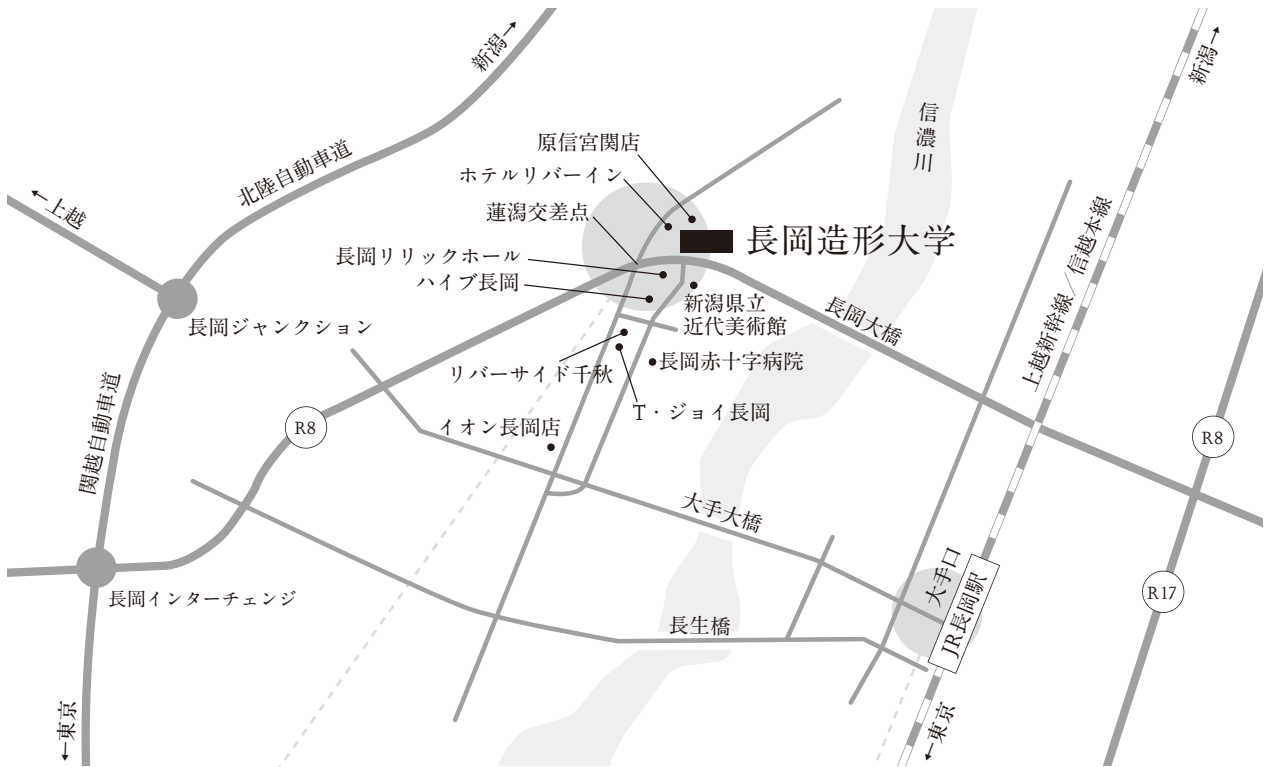 新潟→
新潟→
信濃川
原信宮関店
北陸自動車道
ホテルリバーイン
←上越
蓮潟交差点
長岡造形大学
長岡リリックホール
ハイブ長岡
上越新幹線／信越本線
新潟県立
近代美術館
長岡大橋
長岡ジャンクション
長岡赤十字病院
リバーサイド千秋
T・ジョイ長岡
関越自動車道
R8
イオン長岡店
R8
大手大橋
大手口
R17
長岡インターチェンジ
JR長岡駅
長生橋
←東京
←東京